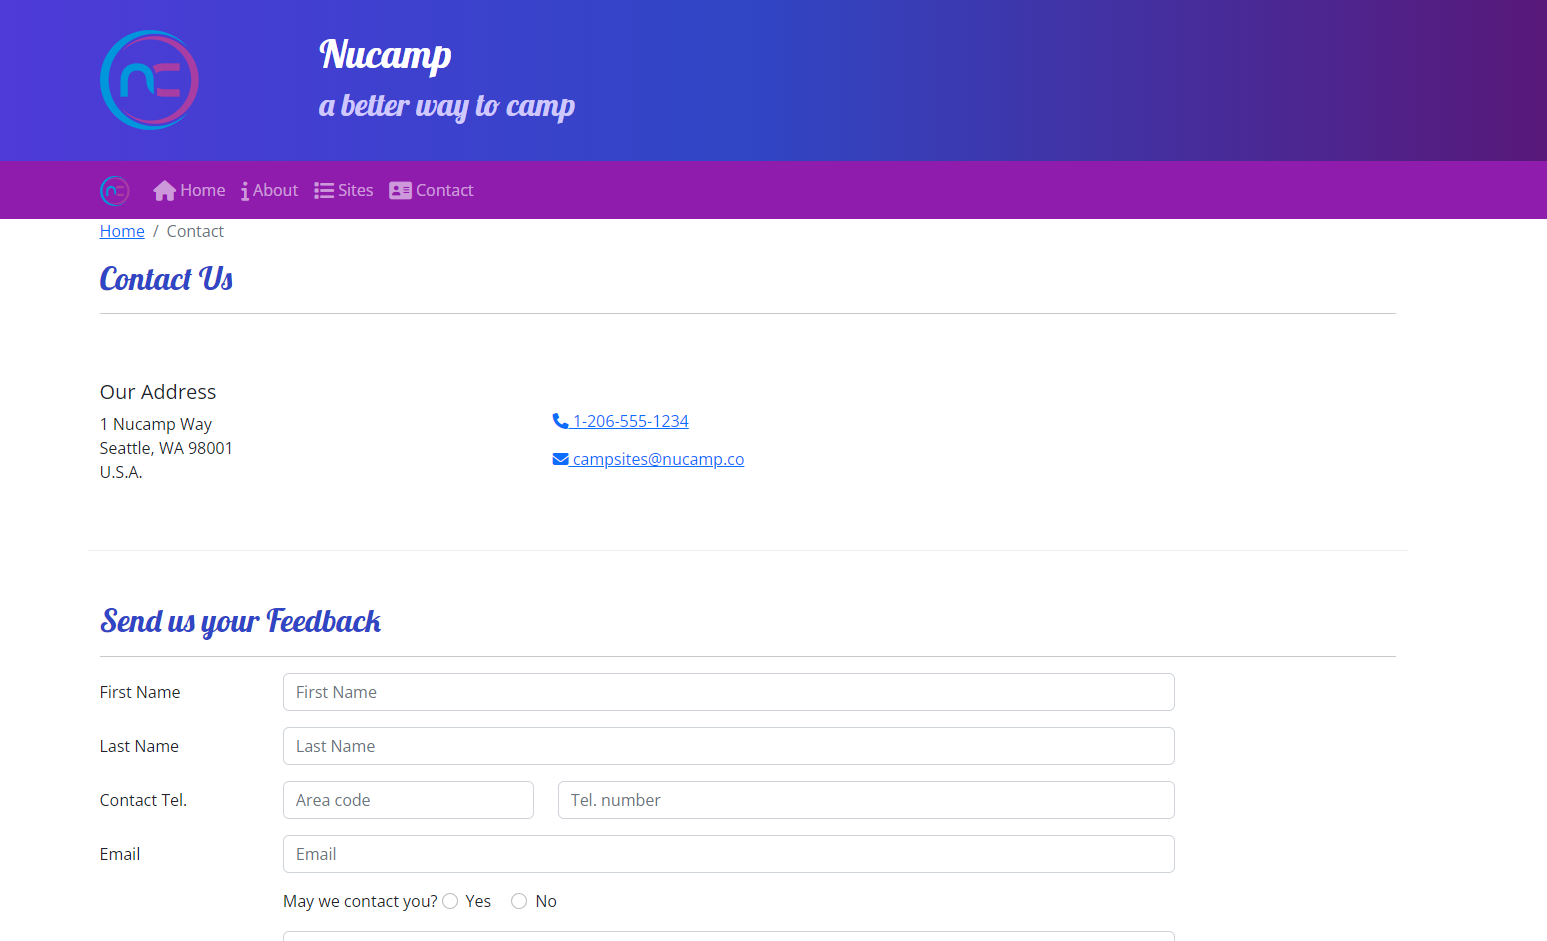 Nucamp
a better way to camp
Home About Sites Contact
Home / Contact
Contact Us
Our Address
1 Nucamp Way
Seattle, WA 98001
U.S.A.
1-206-555-1234
campsites@nucamp.co
Send us your Feedback
First Name First Name
Last Name Last Name
Contact Tel. Area code Tel. number
Email Email
May we contact you? Yes No